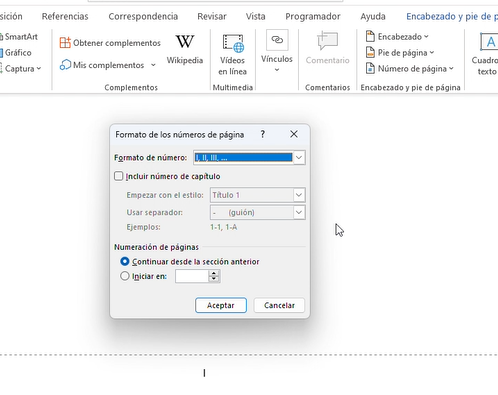 sición Referencias Correspondencia Revisar Vista Programador Ayuda Encabezado y pie de p
SmartArt
Gráfico
Captura
Obtener complementos
Mis complementos
W
Wikipedia
Complementos
Vídeos
en línea
Multimedia
Vínculos
Comentario
Comentarios
Encabezado
Pie de página
Número de página
Encabezado y pie de página
A
Cuadro
texto
Formato de los números de página ? ×
Formato de número: I, II, III, ...
Incluir número de capítulo
Empezar con el estilo: Título 1
Usar separador: - (guión)
Ejemplos: 1-1, 1-A
Numeración de páginas
Continuar desde la sección anterior
Iniciar en:
Aceptar Cancelar
I